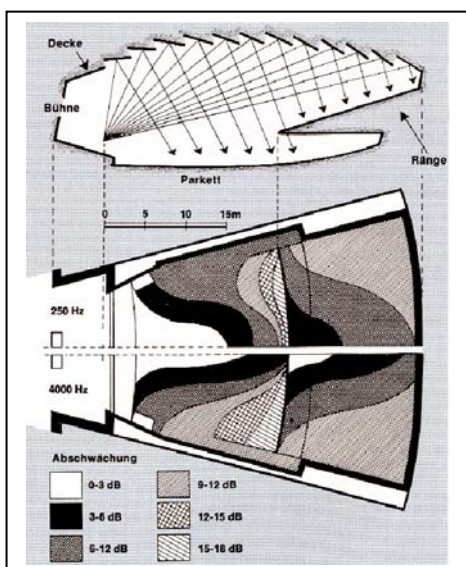 Decke
Bühne
Ränge
Parkett
0 5 10 15m
250 Hz
4000 Hz
Abschwächung
0-3 dB
3-6 dB
6-12 dB
9-12 dB
12-15 dB
15-18 dB